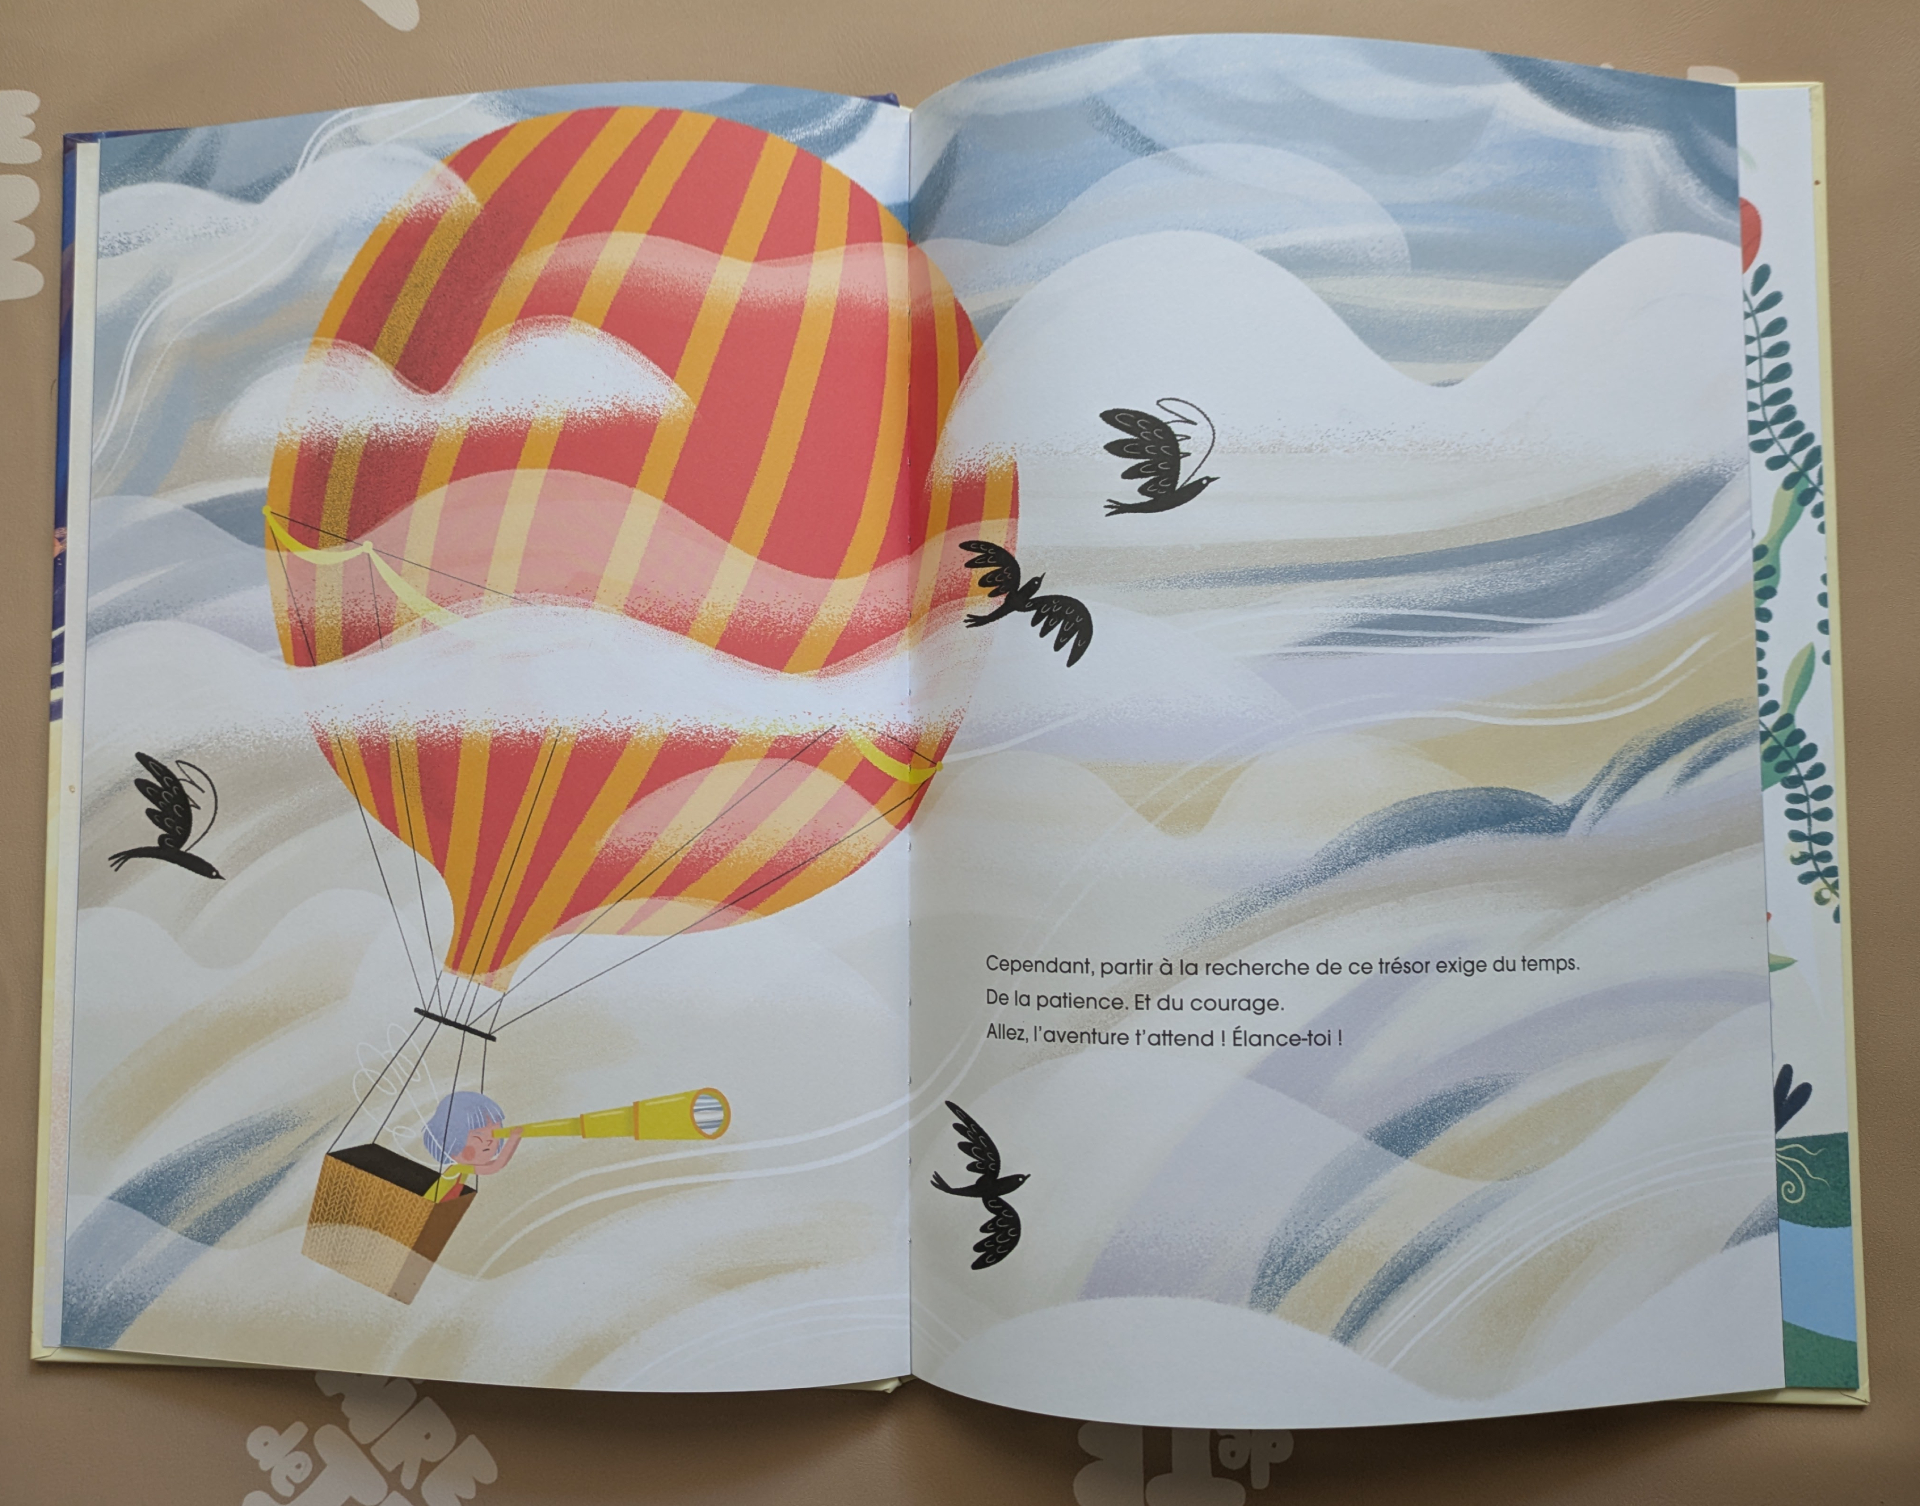 Cependant, partir à la recherche de ce trésor exige du temps.
De la patience. Et du courage.
Allez, l'aventure t'attend ! Élance-toi !